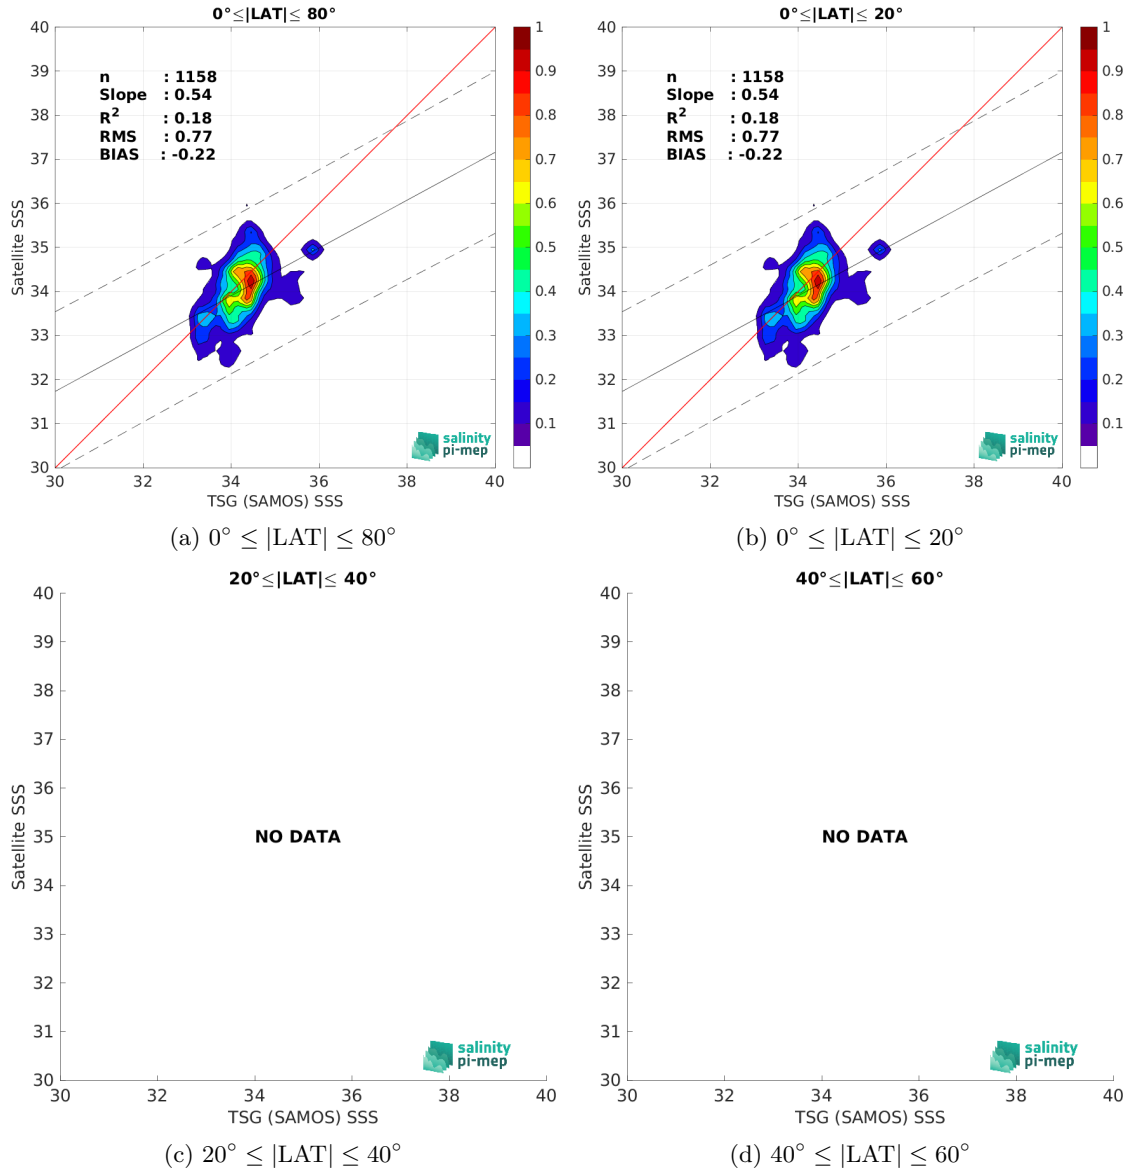 0°≤|LAT|≤ 80°
40
39
38
37
36
35
34
33
32
31
30
Satellite SSS
n : 1158
Slope : 0.54
R² : 0.18
RMS : 0.77
BIAS : -0.22
salinity
pi-mep
30 32 34 36 38 40
TSG (SAMOS) SSS
1
0.9
0.8
0.7
0.6
0.5
0.4
0.3
0.2
0.1
(a) 0° ≤ |LAT| ≤ 80°
0°≤|LAT|≤ 20°
40
39
38
37
36
35
34
33
32
31
30
Satellite SSS
n : 1158
Slope : 0.54
R² : 0.18
RMS : 0.77
BIAS : -0.22
salinity
pi-mep
30 32 34 36 38 40
TSG (SAMOS) SSS
1
0.9
0.8
0.7
0.6
0.5
0.4
0.3
0.2
0.1
(b) 0° ≤ |LAT| ≤ 20°
20°≤|LAT|≤ 40°
40
39
38
37
36
35
34
33
32
31
30
Satellite SSS
NO DATA
salinity
pi-mep
30 32 34 36 38 40
TSG (SAMOS) SSS
(c) 20° ≤ |LAT| ≤ 40°
40°≤|LAT|≤ 60°
40
39
38
37
36
35
34
33
32
31
30
Satellite SSS
NO DATA
salinity
pi-mep
30 32 34 36 38 40
TSG (SAMOS) SSS
(d) 40° ≤ |LAT| ≤ 60°